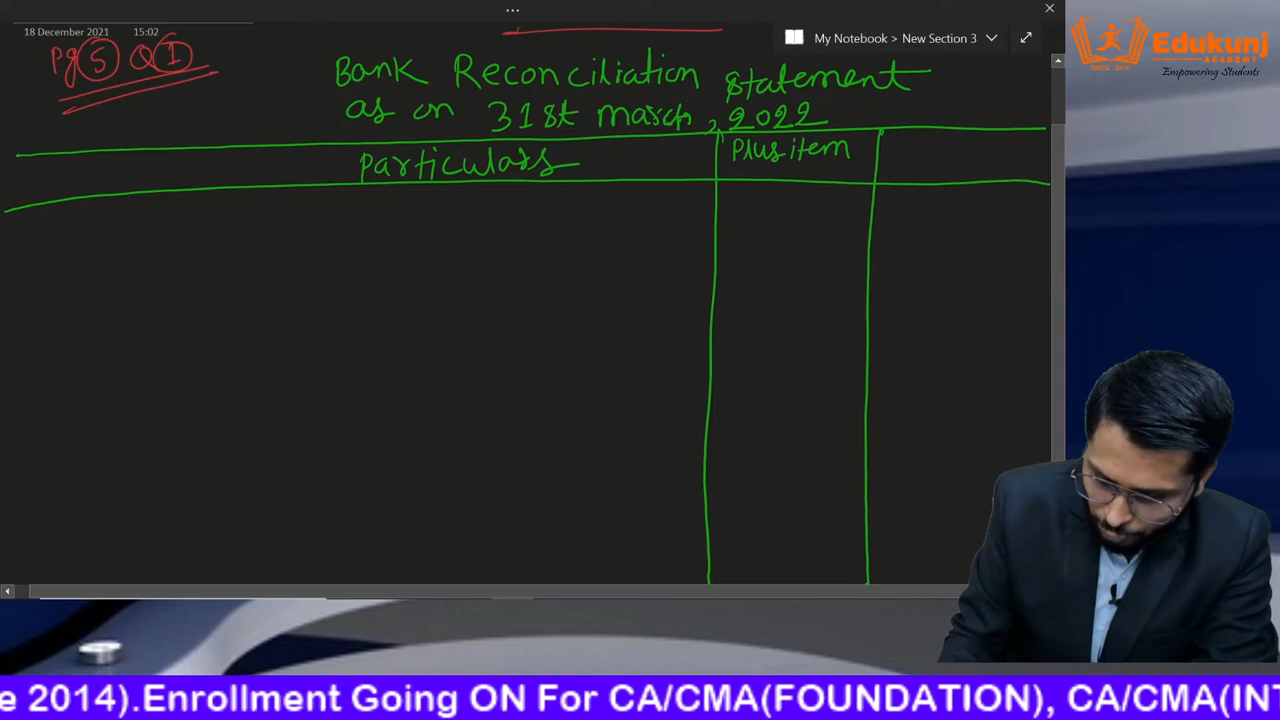 My Notebook > New Section 3
Edukunj
ACADEMY
SINCE - 2014
Empowering Students
18 December 2021 15:02
Pg 5 Q 1
Bank Reconciliation statement
as on 31st march, 2022
Particulars Plus item
e 2014).Enrollment Going ON For CA/CMA(FOUNDATION), CA/CMA(INT